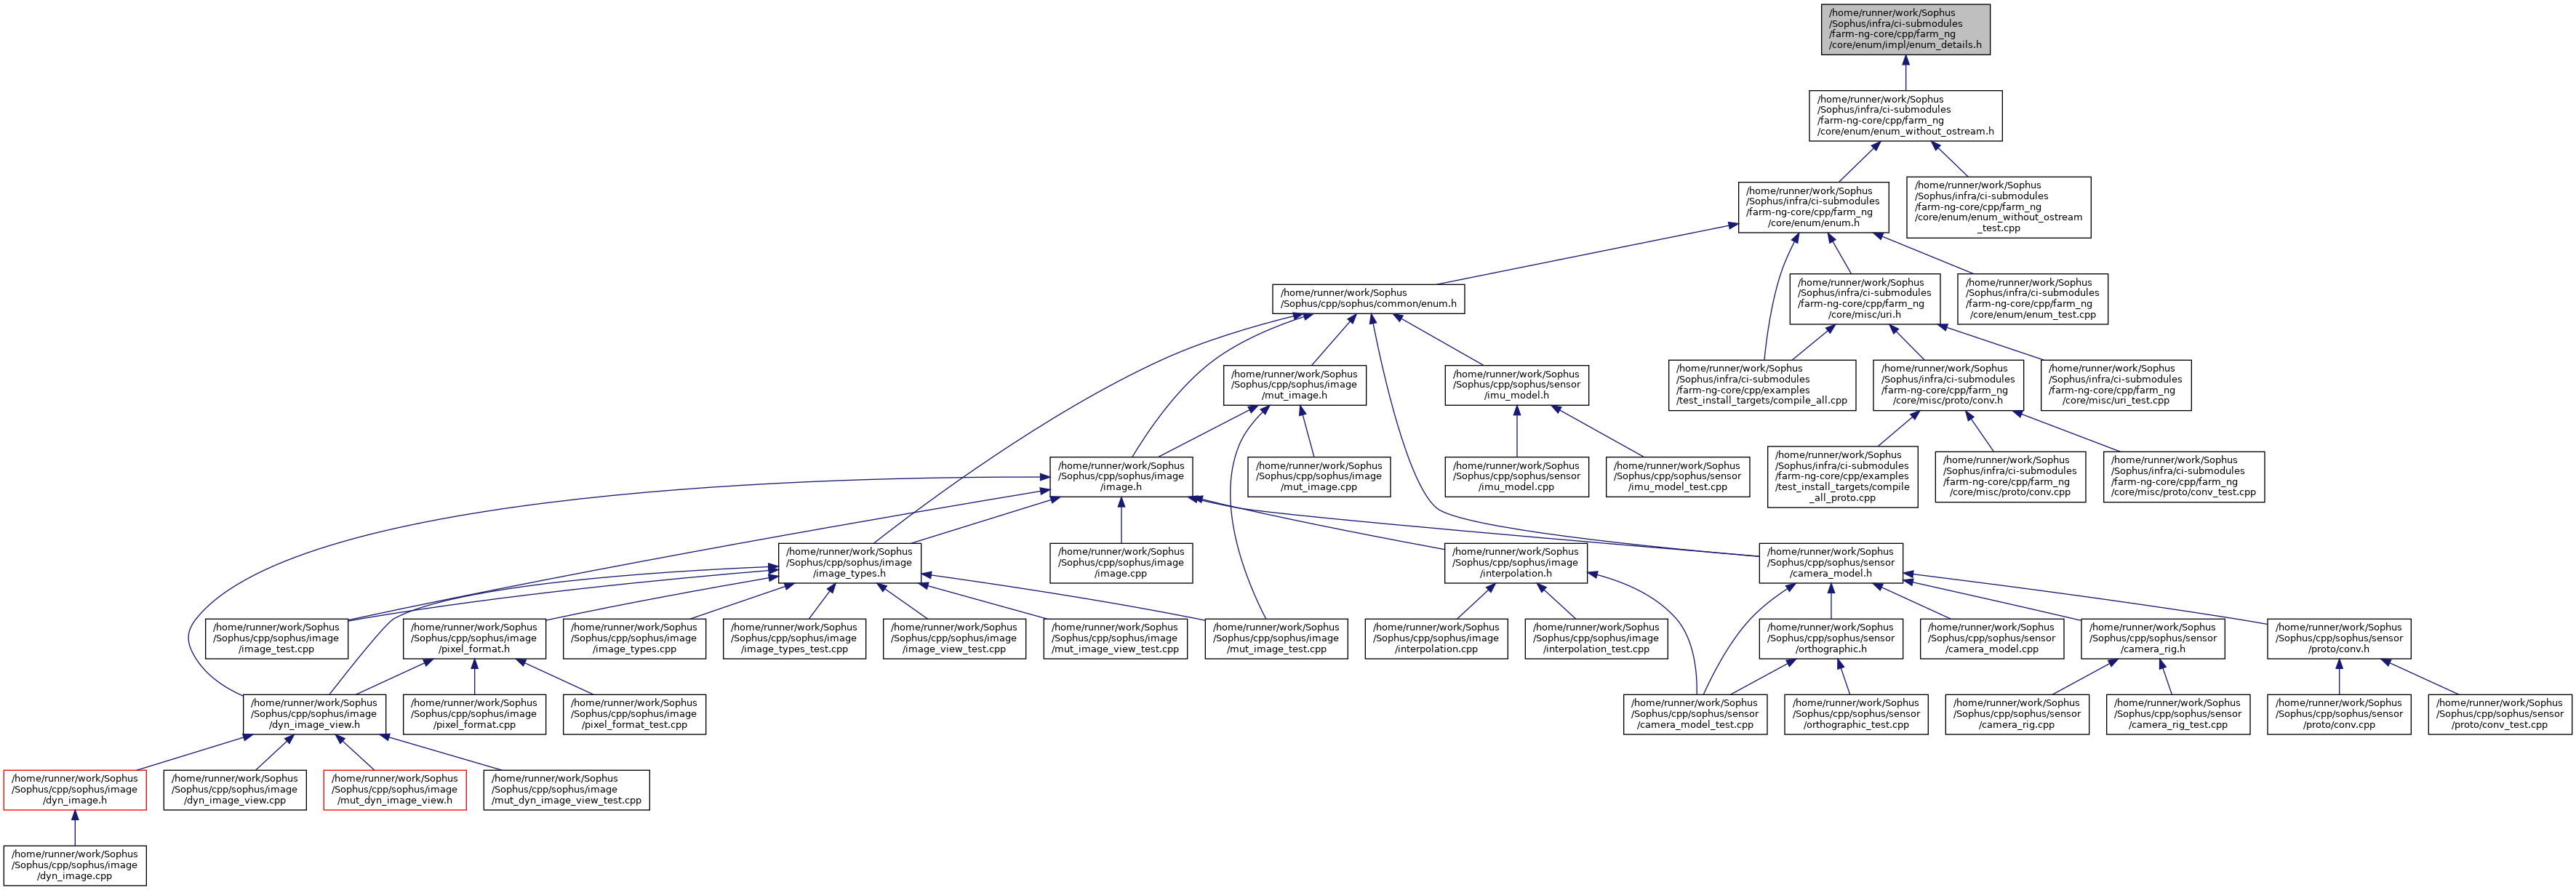 /home/runner/work/Sophus
/Sophus/infra/ci-submodules
/farm-ng-core/cpp/farm_ng
/core/enum/impl/enum_details.h
/home/runner/work/Sophus
/Sophus/infra/ci-submodules
/farm-ng-core/cpp/farm_ng
/core/enum/enum_without_ostream.h
/home/runner/work/Sophus
/Sophus/infra/ci-submodules
/farm-ng-core/cpp/farm_ng
/core/enum/enum.h
/home/runner/work/Sophus
/Sophus/infra/ci-submodules
/farm-ng-core/cpp/farm_ng
/core/enum/enum_without_ostream
_test.cpp
/home/runner/work/Sophus
/Sophus/cpp/sophus/common/enum.h
/home/runner/work/Sophus
/Sophus/infra/ci-submodules
/farm-ng-core/cpp/farm_ng
/core/misc/uri.h
/home/runner/work/Sophus
/Sophus/infra/ci-submodules
/farm-ng-core/cpp/farm_ng
/core/enum/enum_test.cpp
/home/runner/work/Sophus
/Sophus/cpp/sophus/image
/mut_image.h
/home/runner/work/Sophus
/Sophus/cpp/sophus/sensor
/imu_model.h
/home/runner/work/Sophus
/Sophus/infra/ci-submodules
/farm-ng-core/cpp/examples
/test_install_targets/compile_all.cpp
/home/runner/work/Sophus
/Sophus/infra/ci-submodules
/farm-ng-core/cpp/farm_ng
/core/misc/proto/conv.h
/home/runner/work/Sophus
/Sophus/infra/ci-submodules
/farm-ng-core/cpp/farm_ng
/core/misc/uri_test.cpp
/home/runner/work/Sophus
/Sophus/cpp/sophus/image
/image.h
/home/runner/work/Sophus
/Sophus/cpp/sophus/image
/mut_image.cpp
/home/runner/work/Sophus
/Sophus/cpp/sophus/sensor
/imu_model.cpp
/home/runner/work/Sophus
/Sophus/cpp/sophus/sensor
/imu_model_test.cpp
/home/runner/work/Sophus
/Sophus/infra/ci-submodules
/farm-ng-core/cpp/examples
/test_install_targets/compile
_all_proto.cpp
/home/runner/work/Sophus
/Sophus/infra/ci-submodules
/farm-ng-core/cpp/farm_ng
/core/misc/proto/conv.cpp
/home/runner/work/Sophus
/Sophus/infra/ci-submodules
/farm-ng-core/cpp/farm_ng
/core/misc/proto/conv_test.cpp
/home/runner/work/Sophus
/Sophus/cpp/sophus/image
/image_types.h
/home/runner/work/Sophus
/Sophus/cpp/sophus/image
/image.cpp
/home/runner/work/Sophus
/Sophus/cpp/sophus/image
/interpolation.h
/home/runner/work/Sophus
/Sophus/cpp/sophus/sensor
/camera_model.h
/home/runner/work/Sophus
/Sophus/cpp/sophus/image
/image_test.cpp
/home/runner/work/Sophus
/Sophus/cpp/sophus/image
/pixel_format.h
/home/runner/work/Sophus
/Sophus/cpp/sophus/image
/image_types.cpp
/home/runner/work/Sophus
/Sophus/cpp/sophus/image
/image_types_test.cpp
/home/runner/work/Sophus
/Sophus/cpp/sophus/image
/image_view_test.cpp
/home/runner/work/Sophus
/Sophus/cpp/sophus/image
/mut_image_view_test.cpp
/home/runner/work/Sophus
/Sophus/cpp/sophus/image
/mut_image_test.cpp
/home/runner/work/Sophus
/Sophus/cpp/sophus/image
/interpolation.cpp
/home/runner/work/Sophus
/Sophus/cpp/sophus/image
/interpolation_test.cpp
/home/runner/work/Sophus
/Sophus/cpp/sophus/sensor
/orthographic.h
/home/runner/work/Sophus
/Sophus/cpp/sophus/sensor
/camera_model.cpp
/home/runner/work/Sophus
/Sophus/cpp/sophus/sensor
/camera_rig.h
/home/runner/work/Sophus
/Sophus/cpp/sophus/sensor
/proto/conv.h
/home/runner/work/Sophus
/Sophus/cpp/sophus/image
/dyn_image_view.h
/home/runner/work/Sophus
/Sophus/cpp/sophus/image
/pixel_format.cpp
/home/runner/work/Sophus
/Sophus/cpp/sophus/image
/pixel_format_test.cpp
/home/runner/work/Sophus
/Sophus/cpp/sophus/sensor
/camera_model_test.cpp
/home/runner/work/Sophus
/Sophus/cpp/sophus/sensor
/orthographic_test.cpp
/home/runner/work/Sophus
/Sophus/cpp/sophus/sensor
/camera_rig.cpp
/home/runner/work/Sophus
/Sophus/cpp/sophus/sensor
/camera_rig_test.cpp
/home/runner/work/Sophus
/Sophus/cpp/sophus/sensor
/proto/conv.cpp
/home/runner/work/Sophus
/Sophus/cpp/sophus/sensor
/proto/conv_test.cpp
/home/runner/work/Sophus
/Sophus/cpp/sophus/image
/dyn_image.h
/home/runner/work/Sophus
/Sophus/cpp/sophus/image
/dyn_image_view.cpp
/home/runner/work/Sophus
/Sophus/cpp/sophus/image
/mut_dyn_image_view.h
/home/runner/work/Sophus
/Sophus/cpp/sophus/image
/mut_dyn_image_view_test.cpp
/home/runner/work/Sophus
/Sophus/cpp/sophus/image
/dyn_image.cpp